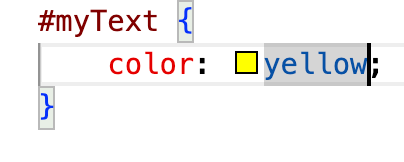 #myText {
color: yellow;
}